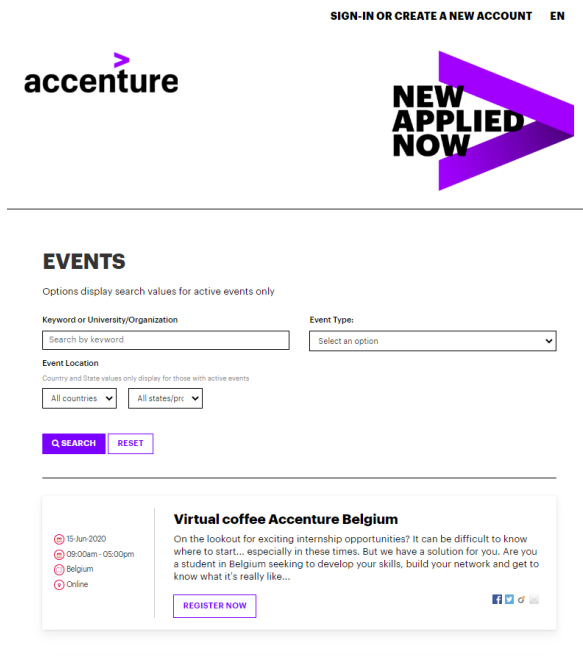 SIGN-IN OR CREATE A NEW ACCOUNT EN
accenture
NEW
APPLIED
NOW
EVENTS
Options display search values for active events only
Keyword or University/Organization
Event Type:
Search by keyword
Select an option
Event Location
Country and State values only display for those with active events
All countries
All states/prc
SEARCH
RESET
15-Jun-2020
09:00am - 05:00pm
Belgium
Online
Virtual coffee Accenture Belgium
On the lookout for exciting internship opportunities? It can be difficult to know
where to start... especially in these times. But we have a solution for you. Are you
a student in Belgium seeking to develop your skills, build your network and get to
know what it's really like...
REGISTER NOW